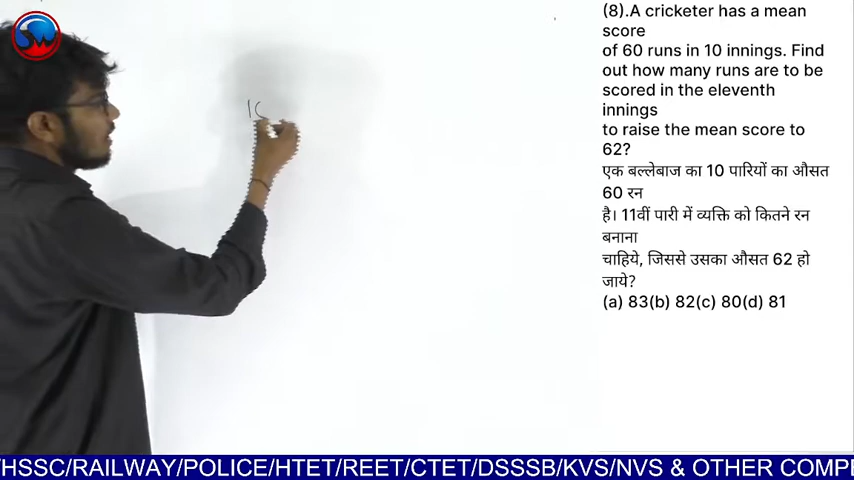 (8).A cricketer has a mean
score
of 60 runs in 10 innings. Find
out how many runs are to be
scored in the eleventh
innings
to raise the mean score to
62?
एक बल्लेबाज का 10 पारियों का औसत
60 रन
है। 11वीं पारी में व्यक्ति को कितने रन
बनाना
चाहिये, जिससे उसका औसत 62 हो
जाये?
(a) 83(b) 82(c) 80(d) 81
/HSSC/RAILWAY/POLICE/HTET/REET/CTET/DSSSB/KVS/NVS & OTHER COMPE